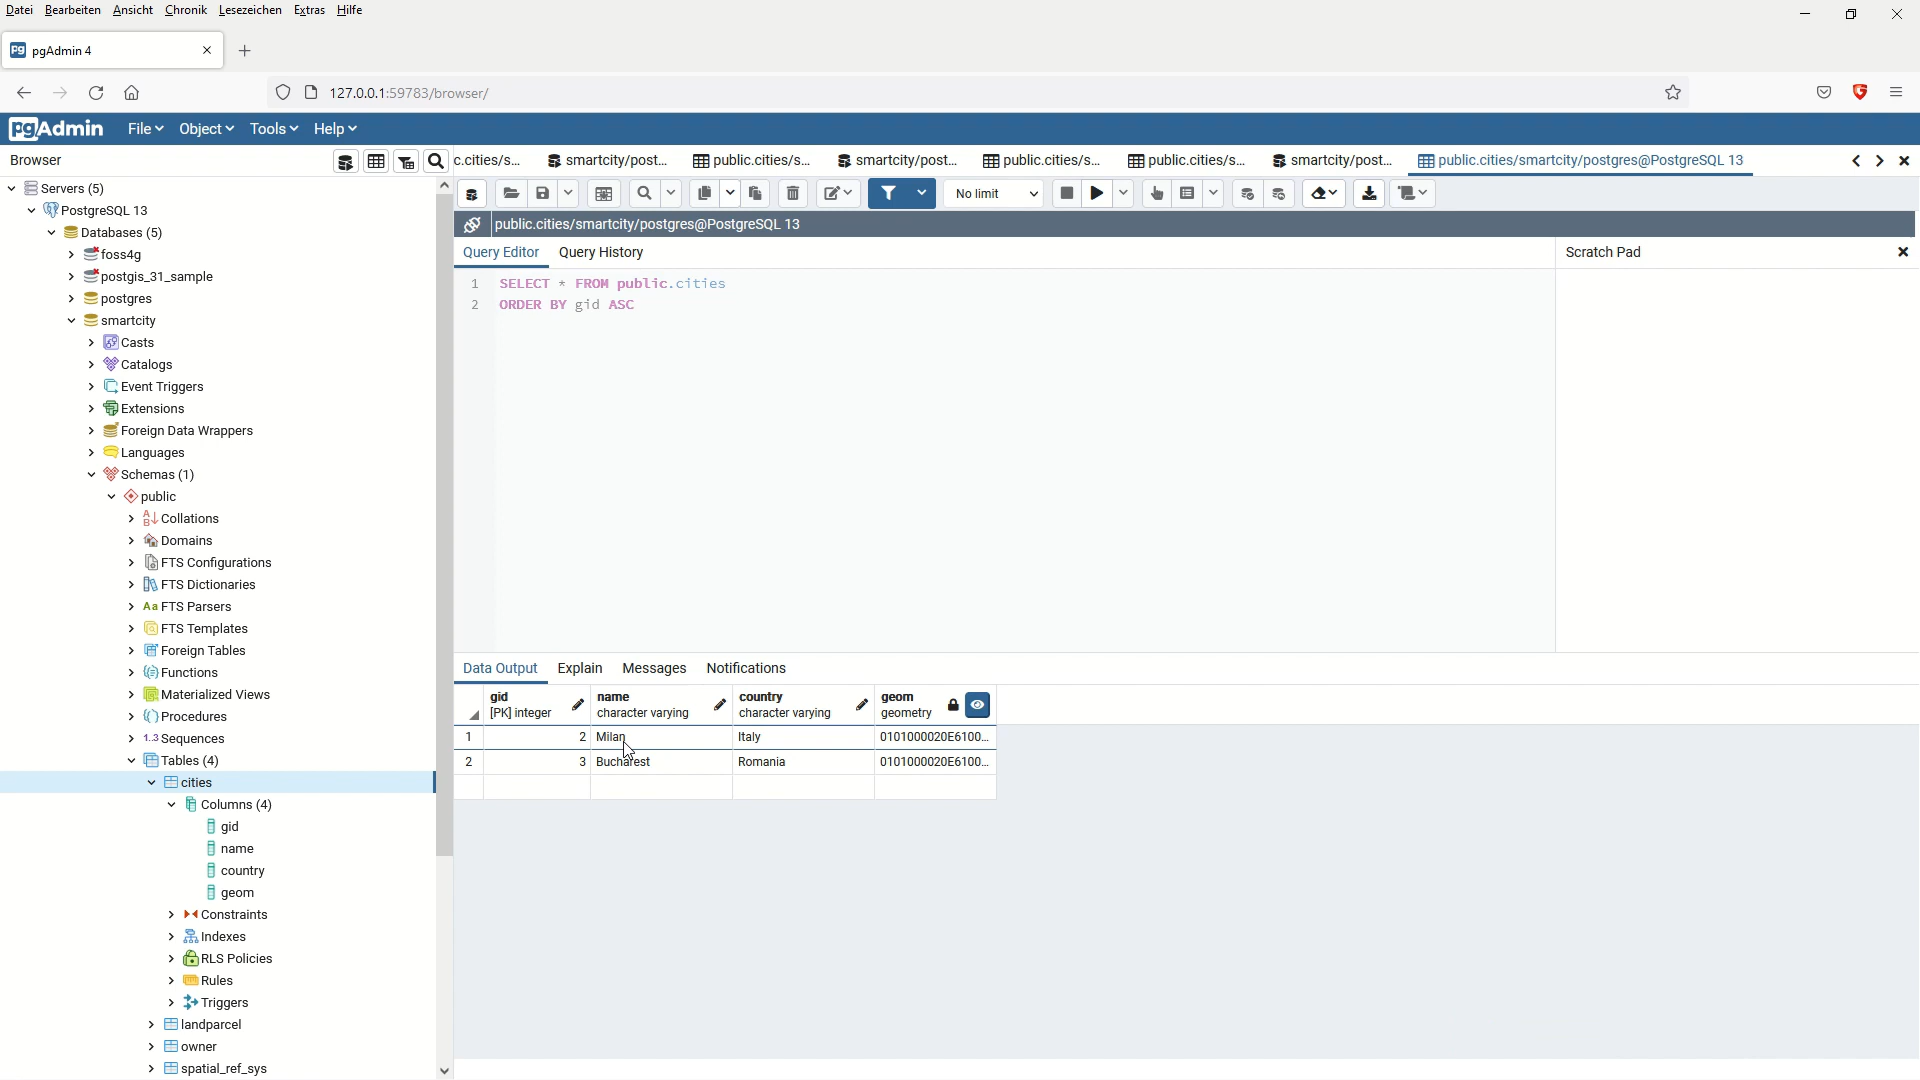 Datei Bearbeiten Ansicht Chronik Lesezeichen Extras Hilfe
pgAdmin 4
127.0.0.1:59783/browser/
pgAdmin File Object Tools Help
Browser
c.cities/s... smartcity/post... public.cities/s... smartcity/post... public.cities/s... public.cities/s... smartcity/post... public.cities/smartcity/postgres@PostgreSQL 13
No limit
public.cities/smartcity/postgres@PostgreSQL 13
Query Editor Query History
Scratch Pad
1 SELECT * FROM public.cities
2 ORDER BY gid ASC
Servers (5)
PostgreSQL 13
Databases (5)
foss4g
postgis_31_sample
postgres
smartcity
Casts
Catalogs
Event Triggers
Extensions
Foreign Data Wrappers
Languages
Schemas (1)
public
Collations
Domains
FTS Configurations
FTS Dictionaries
Aa FTS Parsers
FTS Templates
Foreign Tables
Functions
Materialized Views
Procedures
1..3 Sequences
Tables (4)
cities
Columns (4)
gid
name
country
geom
Constraints
Indexes
RLS Policies
Rules
Triggers
landparcel
owner
spatial_ref_sys
Data Output Explain Messages Notifications
gid name country geom
[PK] integer character varying character varying geometry
1 2 Milan Italy 0101000020E6100...
2 3 Bucharest Romania 0101000020E6100...